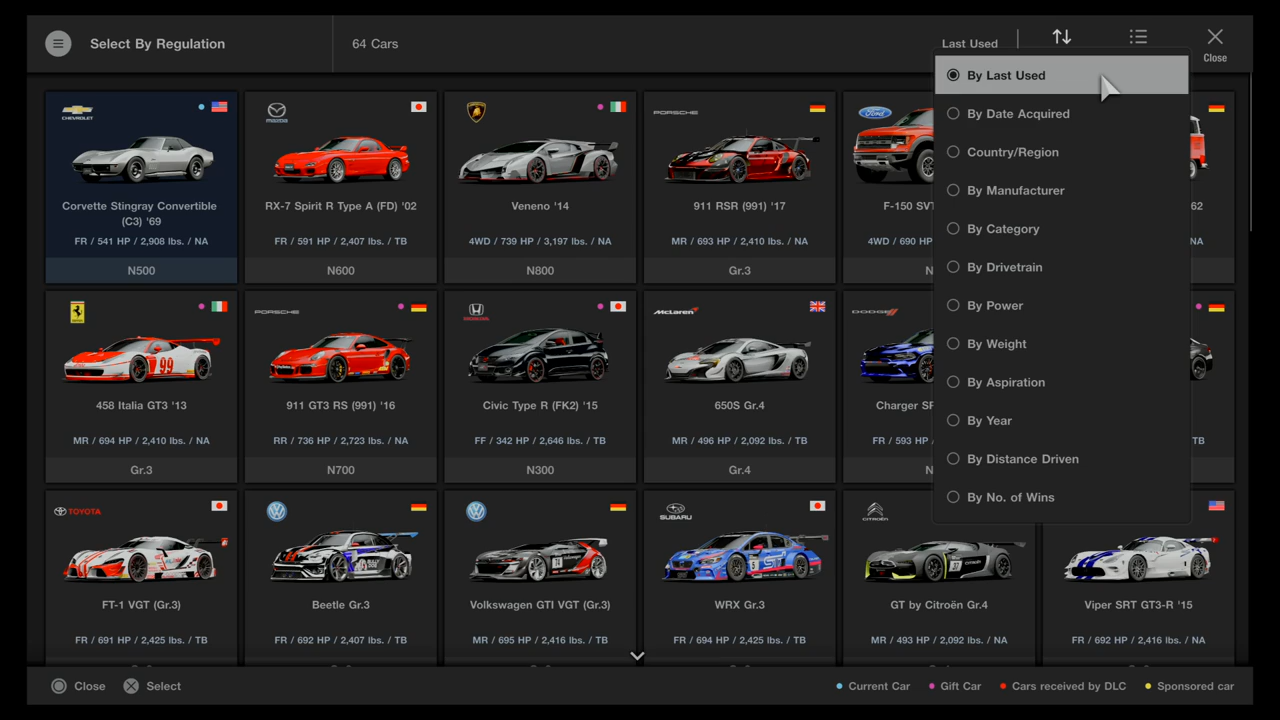 Select By Regulation
64 Cars
Last Used
Close
By Last Used
By Date Acquired
Country/Region
By Manufacturer
By Category
By Drivetrain
By Power
By Weight
By Aspiration
By Year
By Distance Driven
By No. of Wins
CHEVROLET
Corvette Stingray Convertible
(C3) '69
FR / 541 HP / 2,908 lbs. / NA
N500
mazda
RX-7 Spirit R Type A (FD) '02
FR / 591 HP / 2,407 lbs. / TB
N600
Veneno '14
4WD / 739 HP / 3,197 lbs. / NA
N800
PORSCHE
911 RSR (991) '17
MR / 693 HP / 2,410 lbs. / NA
Gr.3
Ford
F-150 SVT
4WD / 690 HP
62
NA
458 Italia GT3 '13
MR / 694 HP / 2,410 lbs. / NA
Gr.3
PORSCHE
911 GT3 RS (991) '16
RR / 736 HP / 2,723 lbs. / NA
N700
HONDA
Civic Type R (FK2) '15
FF / 342 HP / 2,646 lbs. / TB
N300
McLaren
650S Gr.4
MR / 496 HP / 2,092 lbs. / TB
Gr.4
DODGE
Charger SR
FR / 593 HP
TB
TOYOTA
FT-1 VGT (Gr.3)
FR / 691 HP / 2,425 lbs. / TB
Beetle Gr.3
FR / 692 HP / 2,407 lbs. / TB
Volkswagen GTI VGT (Gr.3)
MR / 695 HP / 2,416 lbs. / TB
SUBARU
WRX Gr.3
FR / 694 HP / 2,425 lbs. / TB
CITROËN
GT by Citroën Gr.4
MR / 493 HP / 2,092 lbs. / NA
Viper SRT GT3-R '15
FR / 692 HP / 2,416 lbs. / NA
Close
Select
Current Car
Gift Car
Cars received by DLC
Sponsored car